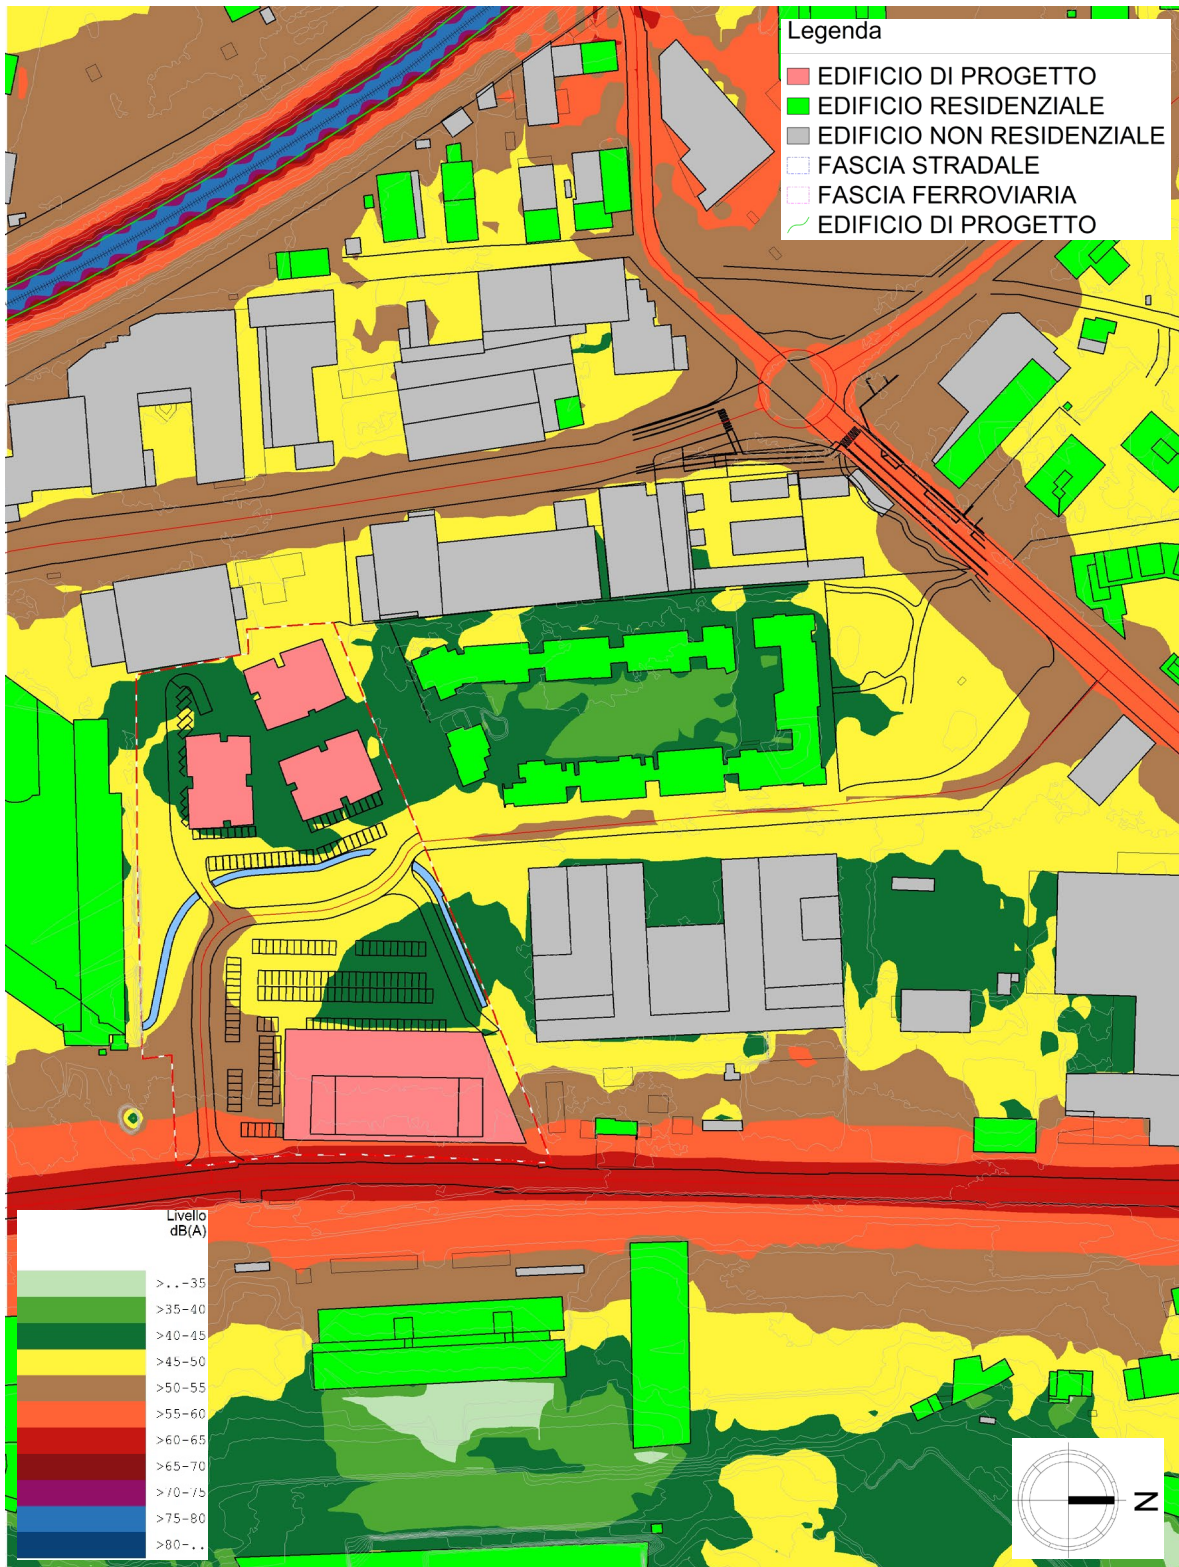 Legenda
EDIFICIO DI PROGETTO
EDIFICIO RESIDENZIALE
EDIFICIO NON RESIDENZIALE
FASCIA STRADALE
FASCIA FERROVIARIA
EDIFICIO DI PROGETTO
Livello
dB(A)
>..-35
>35-40
>40-45
>45-50
>50-55
>55-60
>60-65
>65-70
>70-75
>75-80
>80-..
N